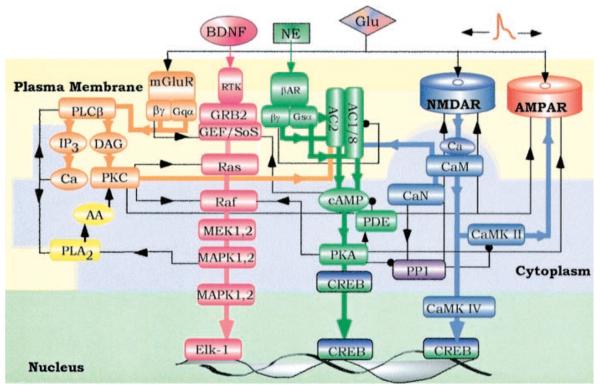 BDNF
NE
Glu
Plasma Membrane
mGluR
βγ Gqα
RTK
GRB2
GEF/SoS
βAR
βγ Gsα
AC2
AC1/8
NMDAR
AMPAR
PLCβ
IP3
DAG
Ca
PKC
AA
PLA2
Ras
Raf
MEK1,2
MAPK1,2
MAPK1,2
Elk-1
cAMP
PDE
PKA
CREB
CREB
Ca
CaM
CaN
PP1
CaMK II
CaMK IV
CREB
Cytoplasm
Nucleus